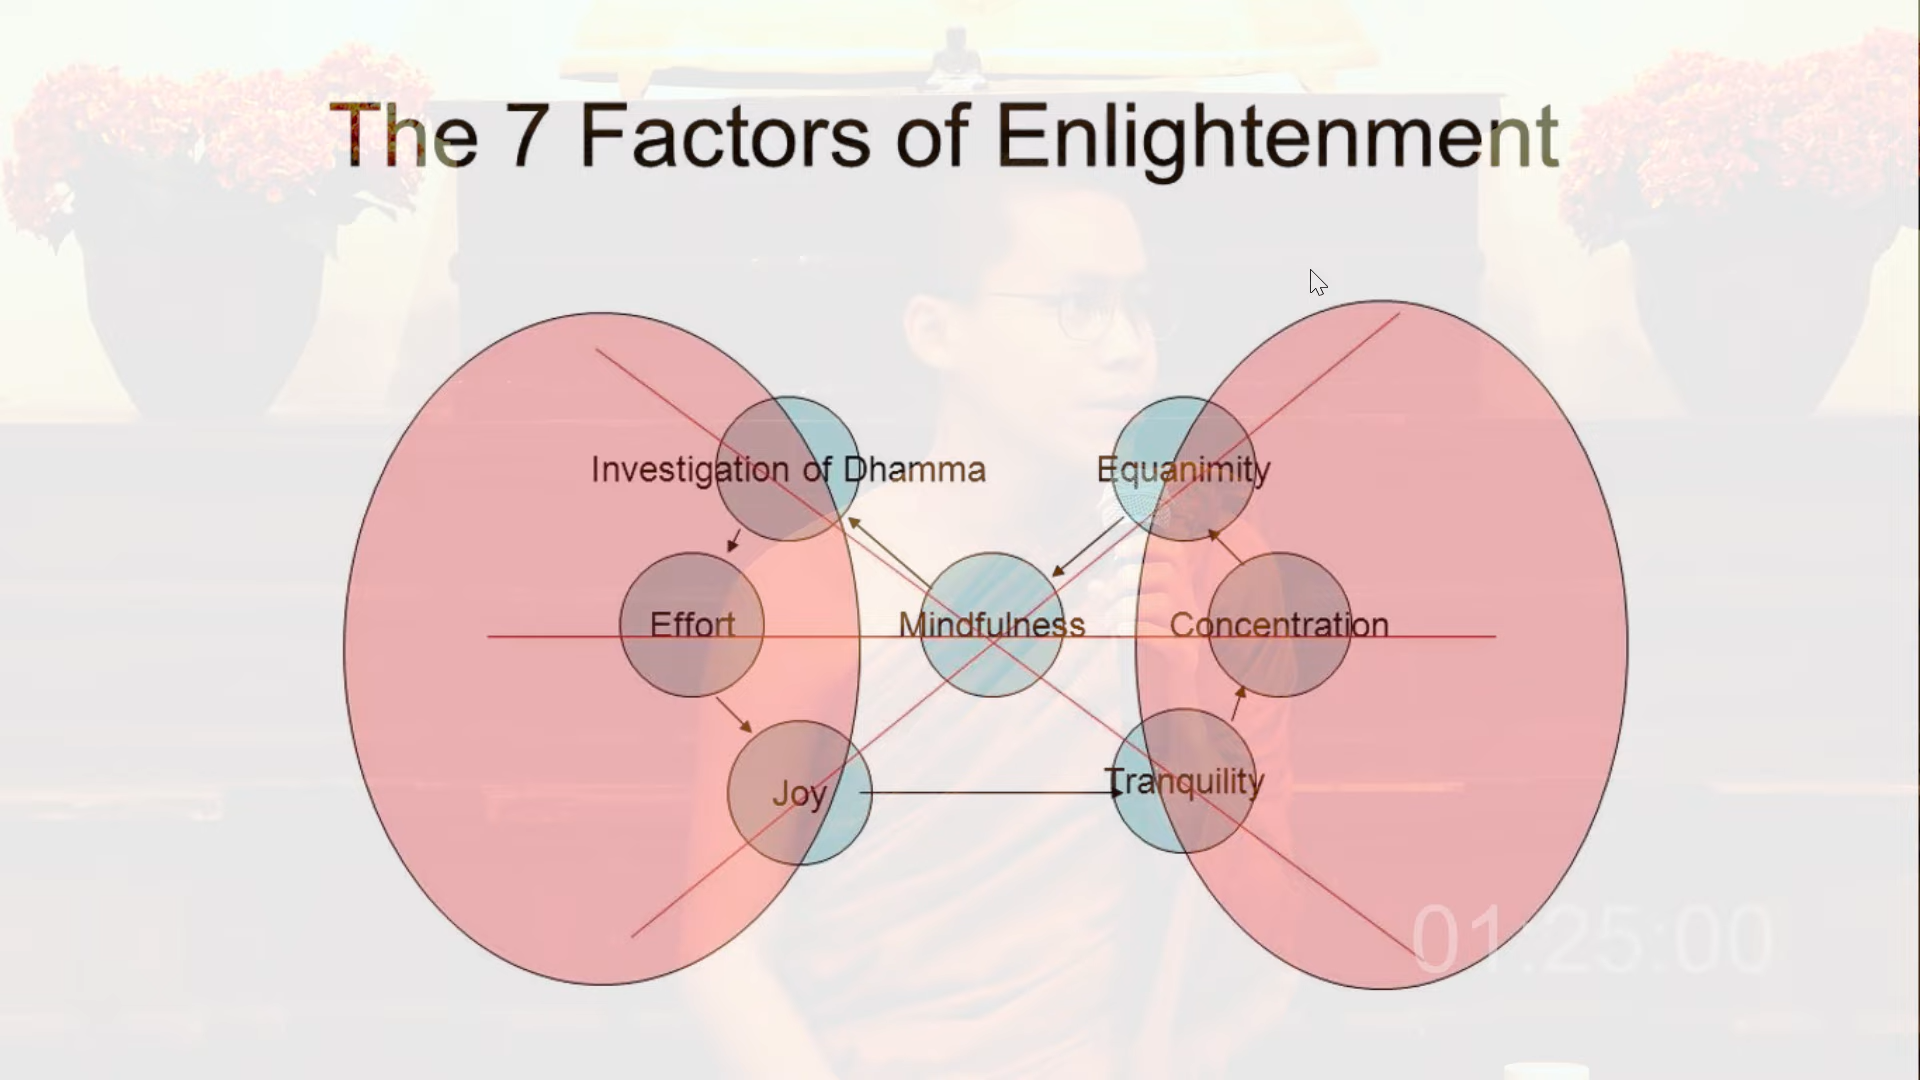 The 7 Factors of Enlightenment
Investigation of Dhamma
Equanimity
Effort
Mindfulness
Concentration
Joy
Tranquility
01:25:00